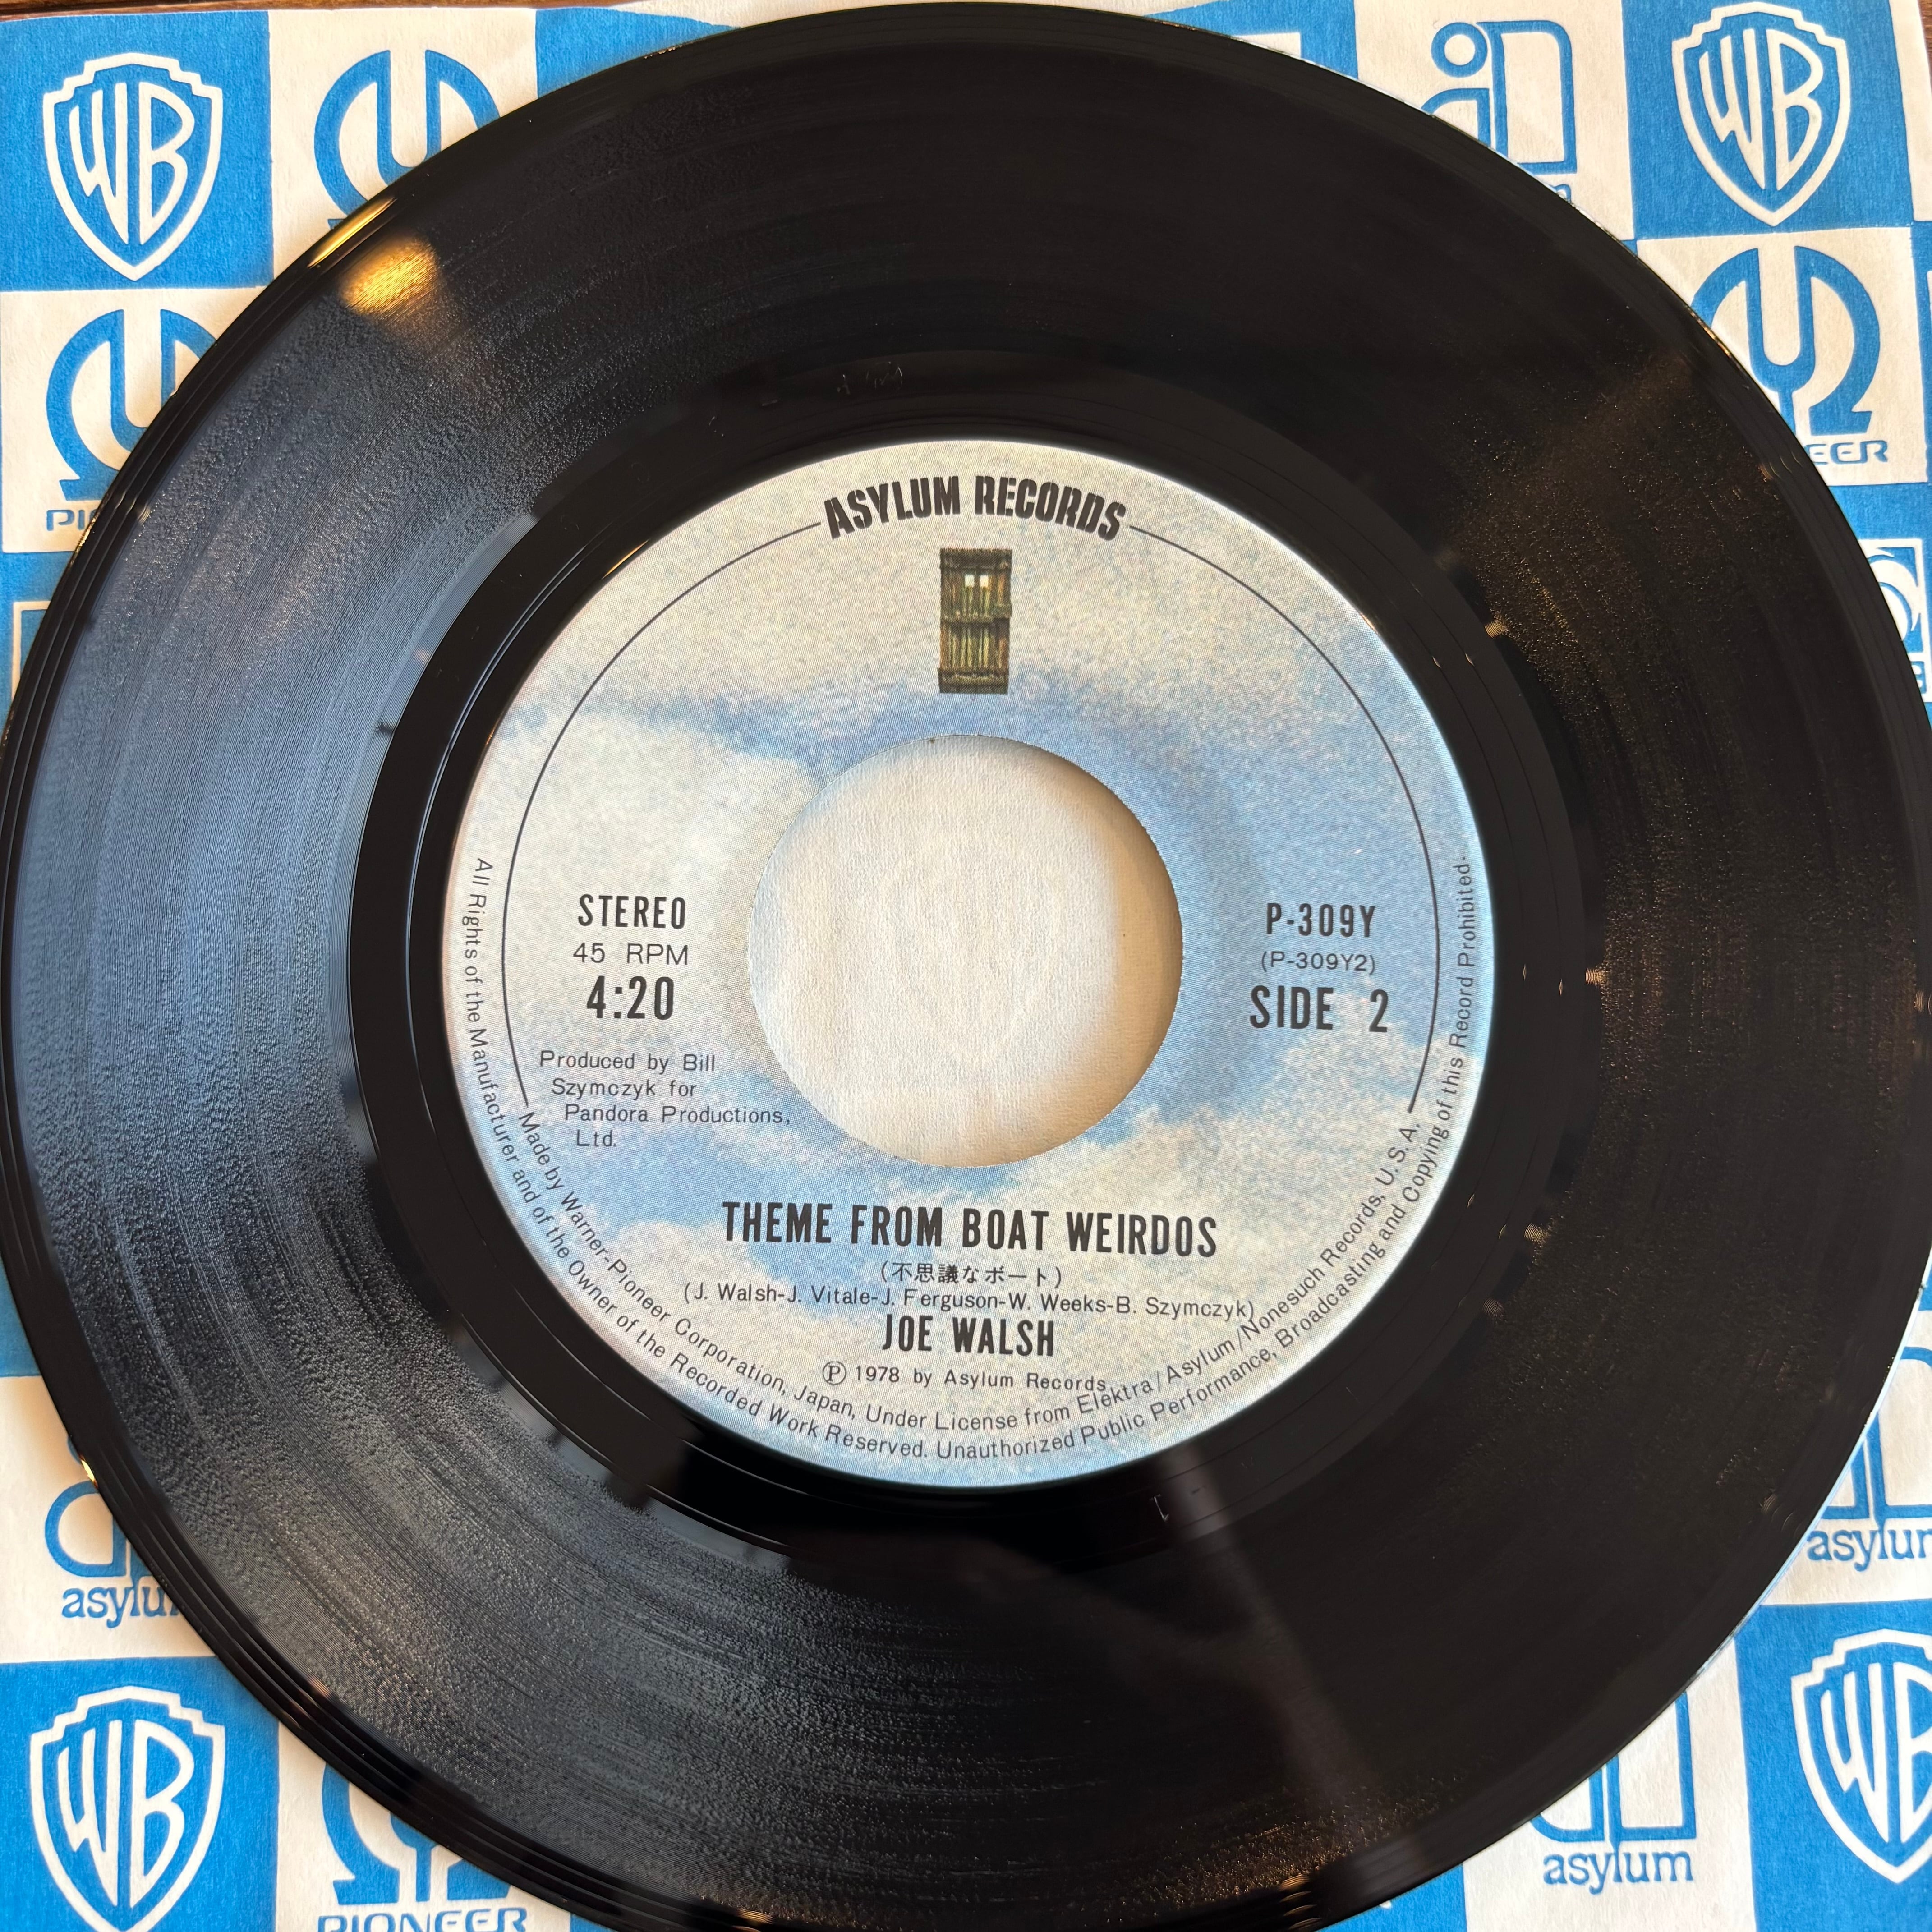 ASYLUM RECORDS
STEREO
45 RPM
4:20
Produced by Bill
Szymczyk for
Pandora Productions,
Ltd.
P-309Y
(P-309Y2)
SIDE 2
THEME FROM BOAT WEIRDOS
(不思議なボート)
(J. Walsh-J. Vitale-J. Ferguson-W. Weeks-B. Szymczyk)
JOE WALSH
Ⓟ 1978 by Asylum Records
Made by Warner-Pioneer Corporation, Japan, Under License from Elektra/Asylum/Nonesuch Records, U. S. A.
All Rights of the Manufacturer and of the Owner of the Recorded Work Reserved. Unauthorized Public Performance, Broadcasting and Copying of this Record Prohibited.
WB
WB
asylum
asylum
WB
WB
PIONEER
asylum